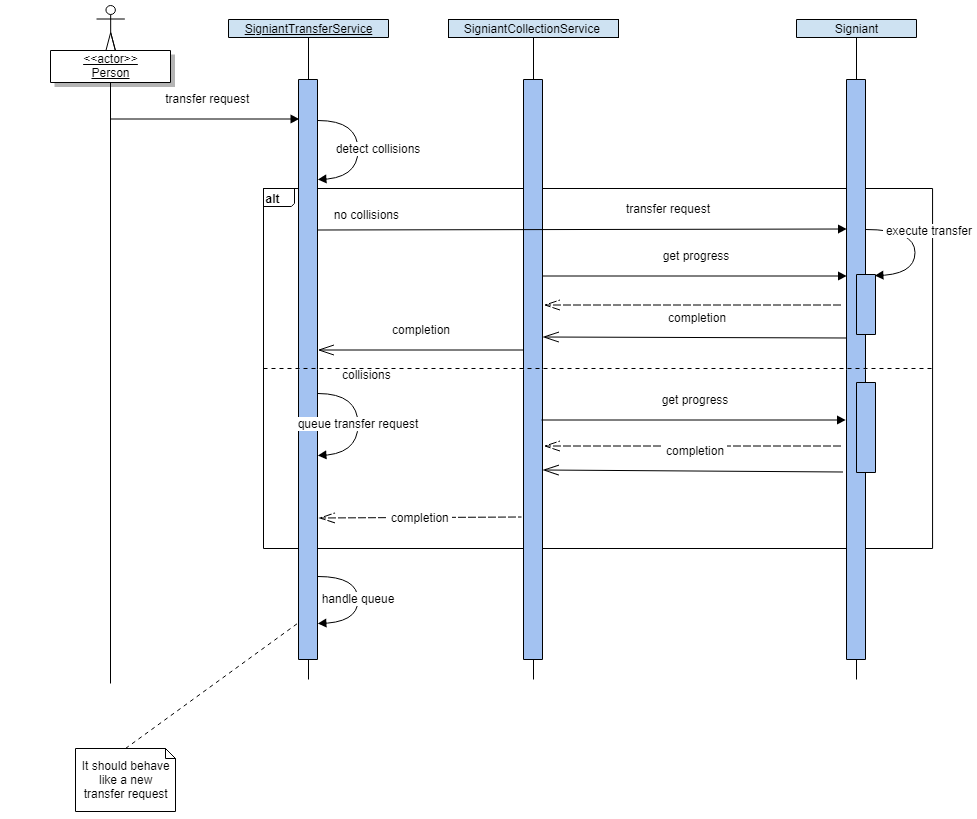 SigniantTransferService
SigniantCollectionService
Signiant
<<actor>>
Person
transfer request
detect collisions
alt
no collisions
transfer request
execute transfer
get progress
completion
completion
collisions
get progress
queue transfer request
completion
completion
handle queue
It should behave
like a new
transfer request